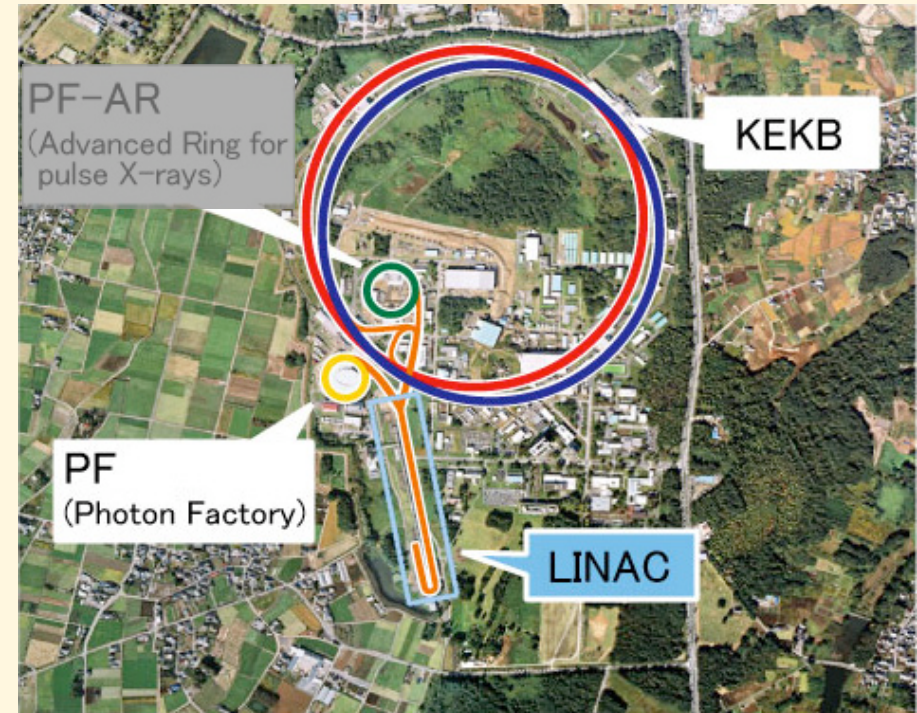 PF-AR
(Advanced Ring for
pulse X-rays)
KEKB
PF
(Photon Factory)
LINAC